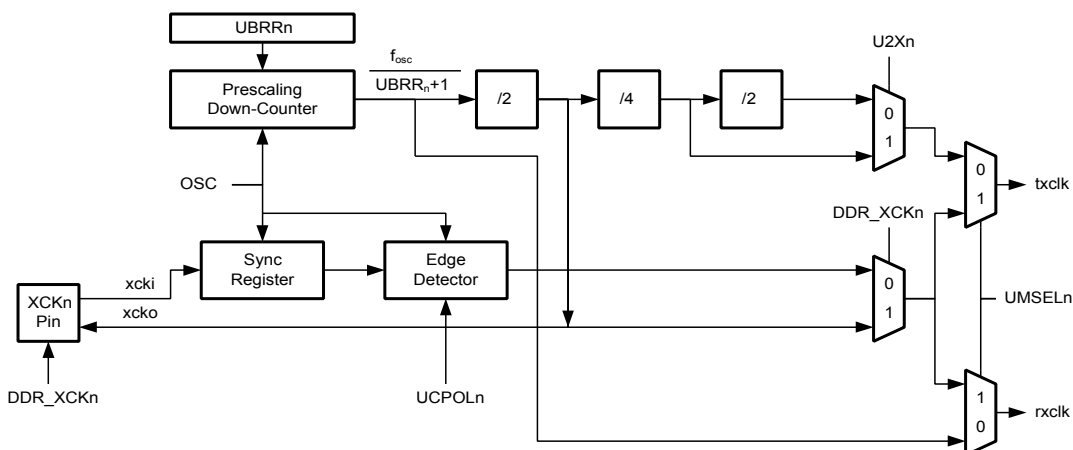 UBRRn
fosc
UBRRn+1
U2Xn
Prescaling
Down-Counter
/2
/4
/2
0
1
OSC
0
1
txclk
DDR_XCKn
Sync
Register
Edge
Detector
xcki
0
1
UMSELn
XCKn
Pin
xcko
DDR_XCKn
UCPOLn
1
0
rxclk